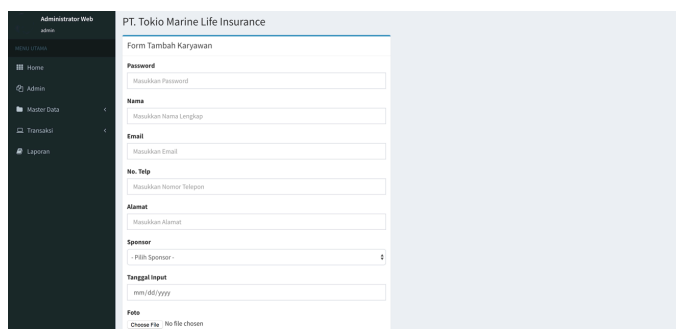 Administrator Web
admin
MENU UTAMA
Home
Admin
Master Data
Transaksi
Laporan
PT. Tokio Marine Life Insurance
Form Tambah Karyawan
Password
Masukkan Password
Nama
Masukkan Nama Lengkap
Email
Masukkan Email
No. Telp
Masukkan Nomor Telepon
Alamat
Masukkan Alamat
Sponsor
- Pilih Sponsor -
Tanggal Input
mm/dd/yyyy
Foto
Choose File No file chosen